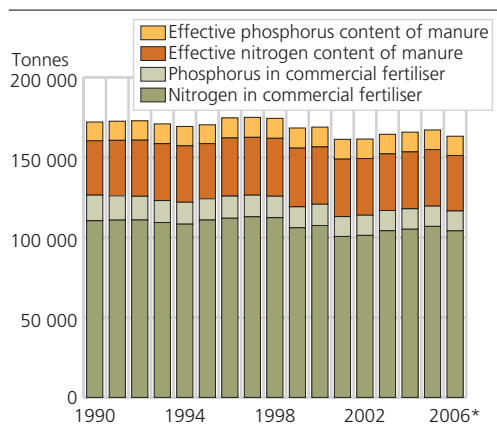 Effective phosphorus content of manure
Effective nitrogen content of manure
Phosphorus in commercial fertiliser
Nitrogen in commercial fertiliser
Tonnes
200 000
150 000
100 000
50 000
0
1990 1994 1998 2002 2006*